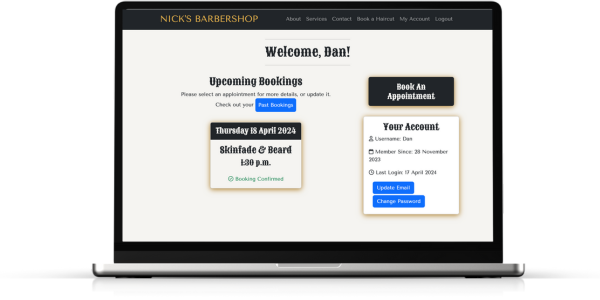 NICK'S BARBERSHOP
About Services Contact Book a Haircut My Account Logout
Welcome, Dan!
Upcoming Bookings
Please select an appointment for more details, or update it.
Check out your Past Bookings
Thursday 18 April 2024
Skinfade & Beard
1:30 p.m.
Booking Confirmed
Book An
Appointment
Your Account
Username: Dan
Member Since: 28 November
2023
Last Login: 17 April 2024
Update Email
Change Password